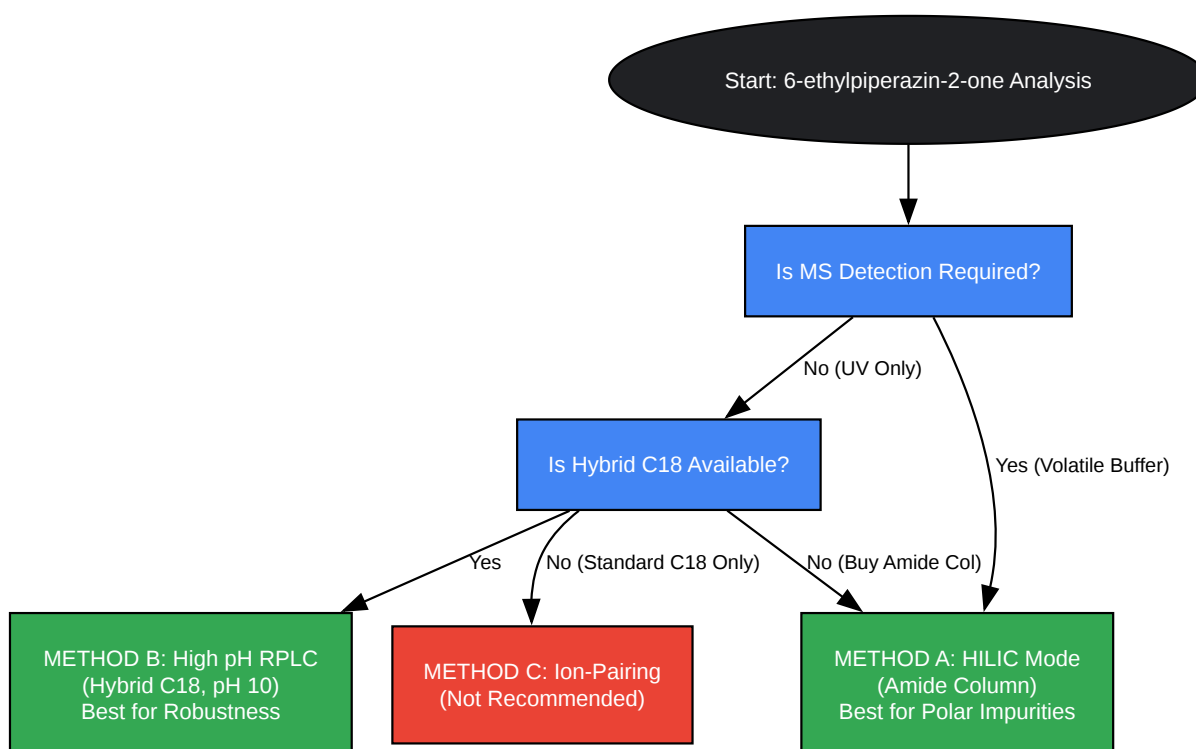 Start: 6-ethylpiperazin-2-one Analysis
Is MS Detection Required?
No (UV Only)
Is Hybrid C18 Available?
Yes (Volatile Buffer)
Yes
No (Standard C18 Only)
No (Buy Amide Col)
METHOD B: High pH RPLC
(Hybrid C18, pH 10)
Best for Robustness
METHOD C: Ion-Pairing
(Not Recommended)
METHOD A: HILIC Mode
(Amide Column)
Best for Polar Impurities